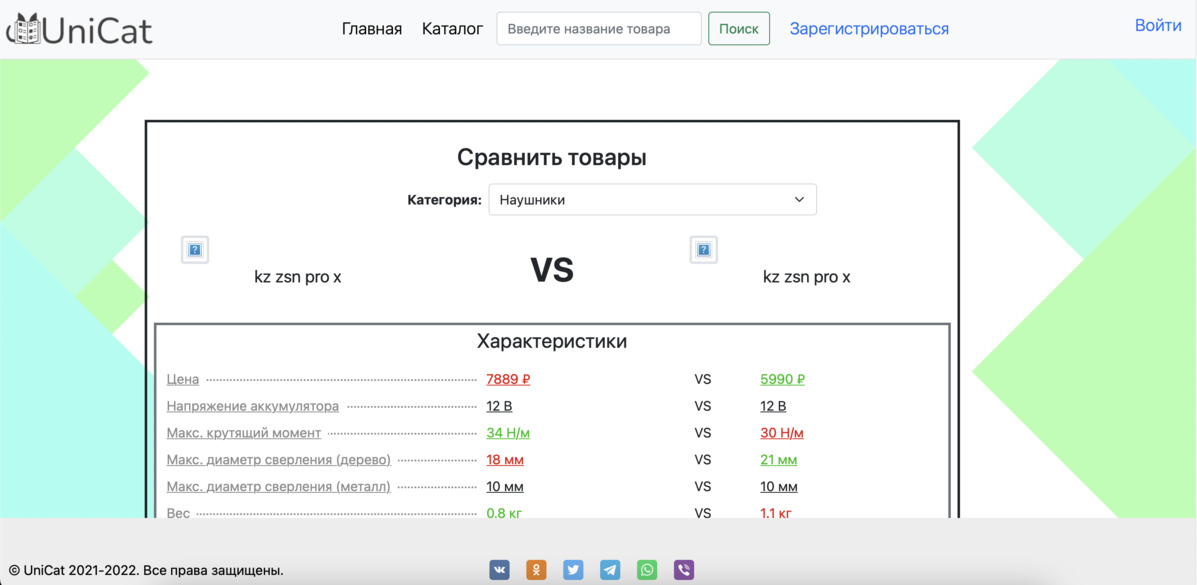 UniCat Главная Каталог Введите название товара Поиск Зарегистрироваться Войти
Сравнить товары
Категория: Наушники
VS
kz zsn pro x kz zsn pro x
Характеристики
Цена 7889 ₽ VS 5990 ₽
Напряжение аккумулятора 12 В VS 12 В
Макс. крутящий момент 34 Н/м VS 30 Н/м
Макс. диаметр сверления (дерево) 18 мм VS 21 мм
Макс. диаметр сверления (металл) 10 мм VS 10 мм
Вес 0.8 кг VS 1.1 кг
© UniCat 2021-2022. Все права защищены.